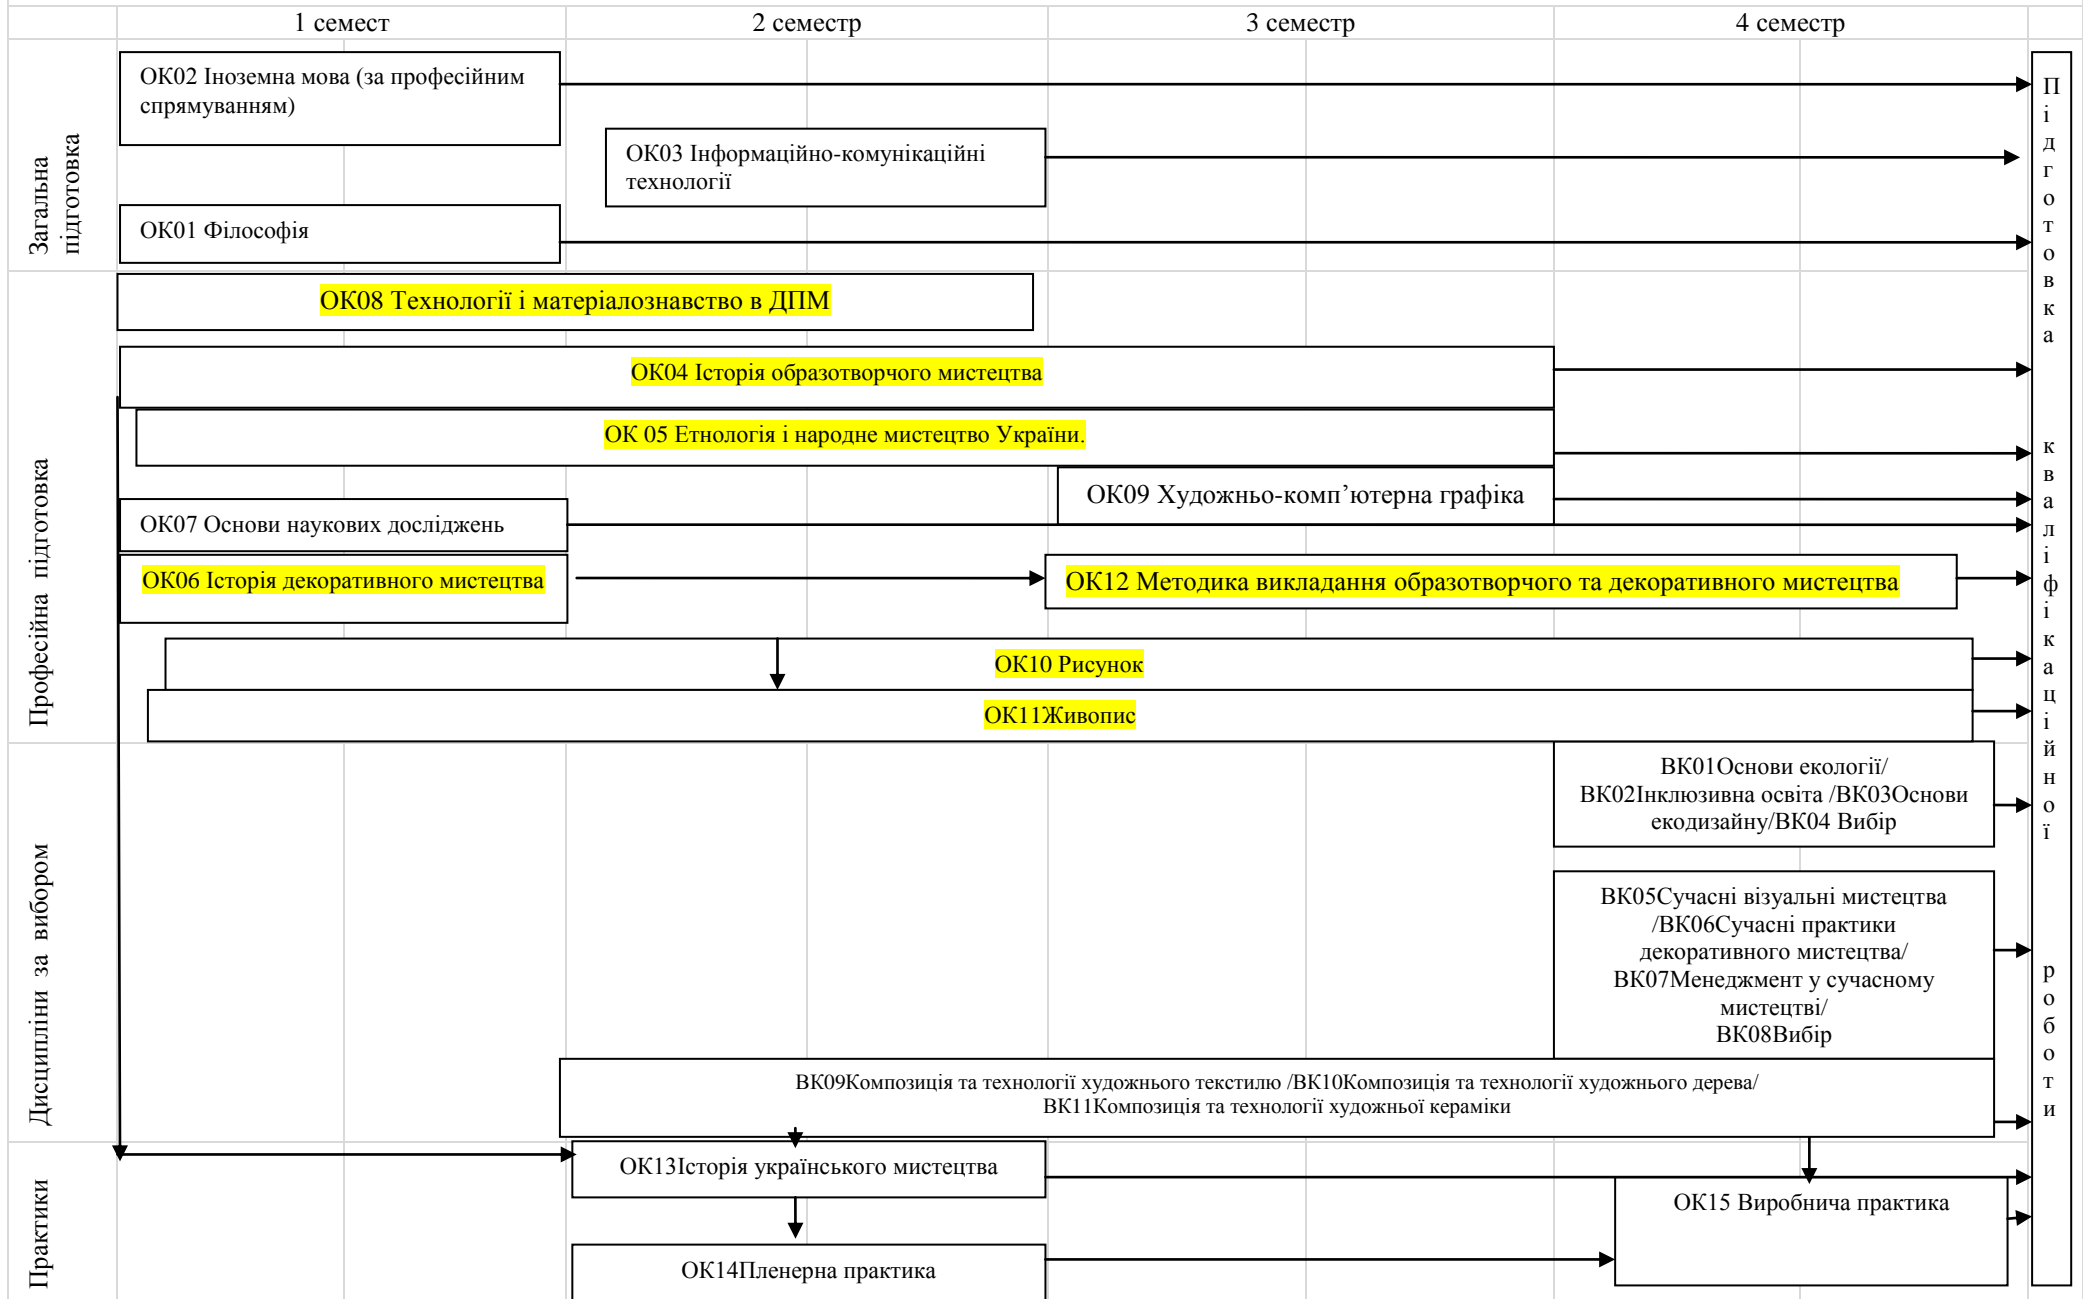 1 семест
2 семестр
3 семестр
4 семестр
Загальна
підготовка
ОК02 Іноземна мова (за професійним
спрямуванням)
ОК03 Інформаційно-комунікаційні
технології
ОК01 Філософія
Професійна підготовка
ОК08 Технології і матеріалознавство в ДПМ
ОК04 Історія образотворчого мистецтва
ОК 05 Етнологія і народне мистецтво України.
ОК09 Художньо-комп’ютерна графіка
ОК07 Основи наукових досліджень
ОК06 Історія декоративного мистецтва
ОК12 Методика викладання образотворчого та декоративного мистецтва
ОК10 Рисунок
ОК11Живопис
Дисципліни за вибором
ВК01Основи екології/
ВК02Інклюзивна освіта /ВК03Основи
екодизайну/ВК04 Вибір
ВК05Сучасні візуальні мистецтва
/ВК06Сучасні практики
декоративного мистецтва/
ВК07Менеджмент у сучасному
мистецтві/
ВК08Вибір
ВК09Композиція та технології художнього текстилю /ВК10Композиція та технології художнього дерева/
ВК11Композиція та технології художньої кераміки
Практики
ОК13Історія українського мистецтва
ОК15 Виробнича практика
ОК14Пленерна практика
Підготовка кваліфікаційної роботи